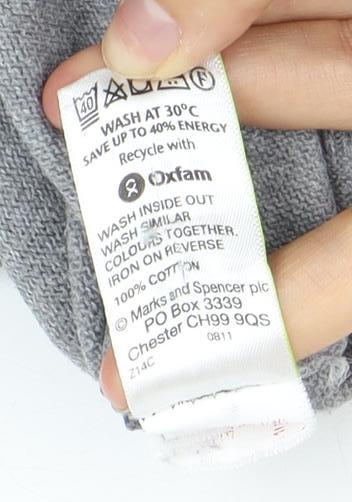 40 F
WASH AT 30°C
SAVE UP TO 40% ENERGY
Recycle with
Oxfam
WASH INSIDE OUT
WASH SIMILAR
COLOURS TOGETHER.
IRON ON REVERSE
100% COTTON
© Marks and Spencer plc
PO Box 3339
Chester CH99 9QS
0811
Z14C